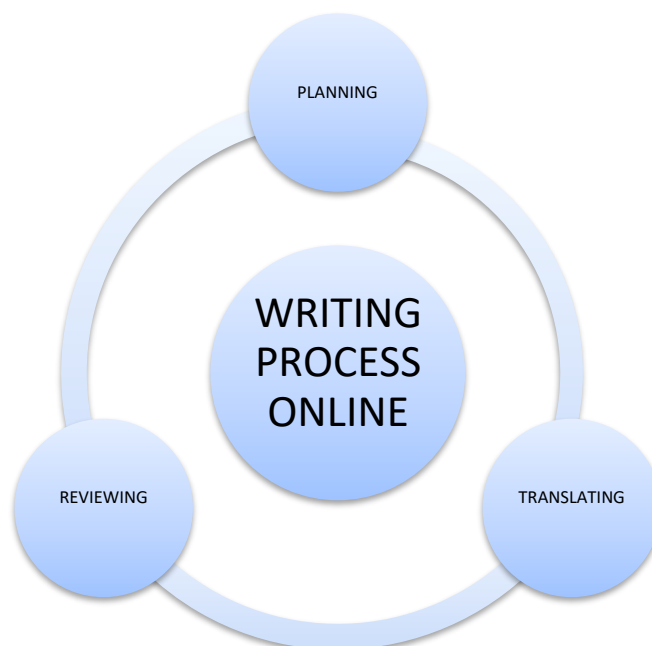 PLANNING
WRITING
PROCESS
ONLINE
REVIEWING
TRANSLATING